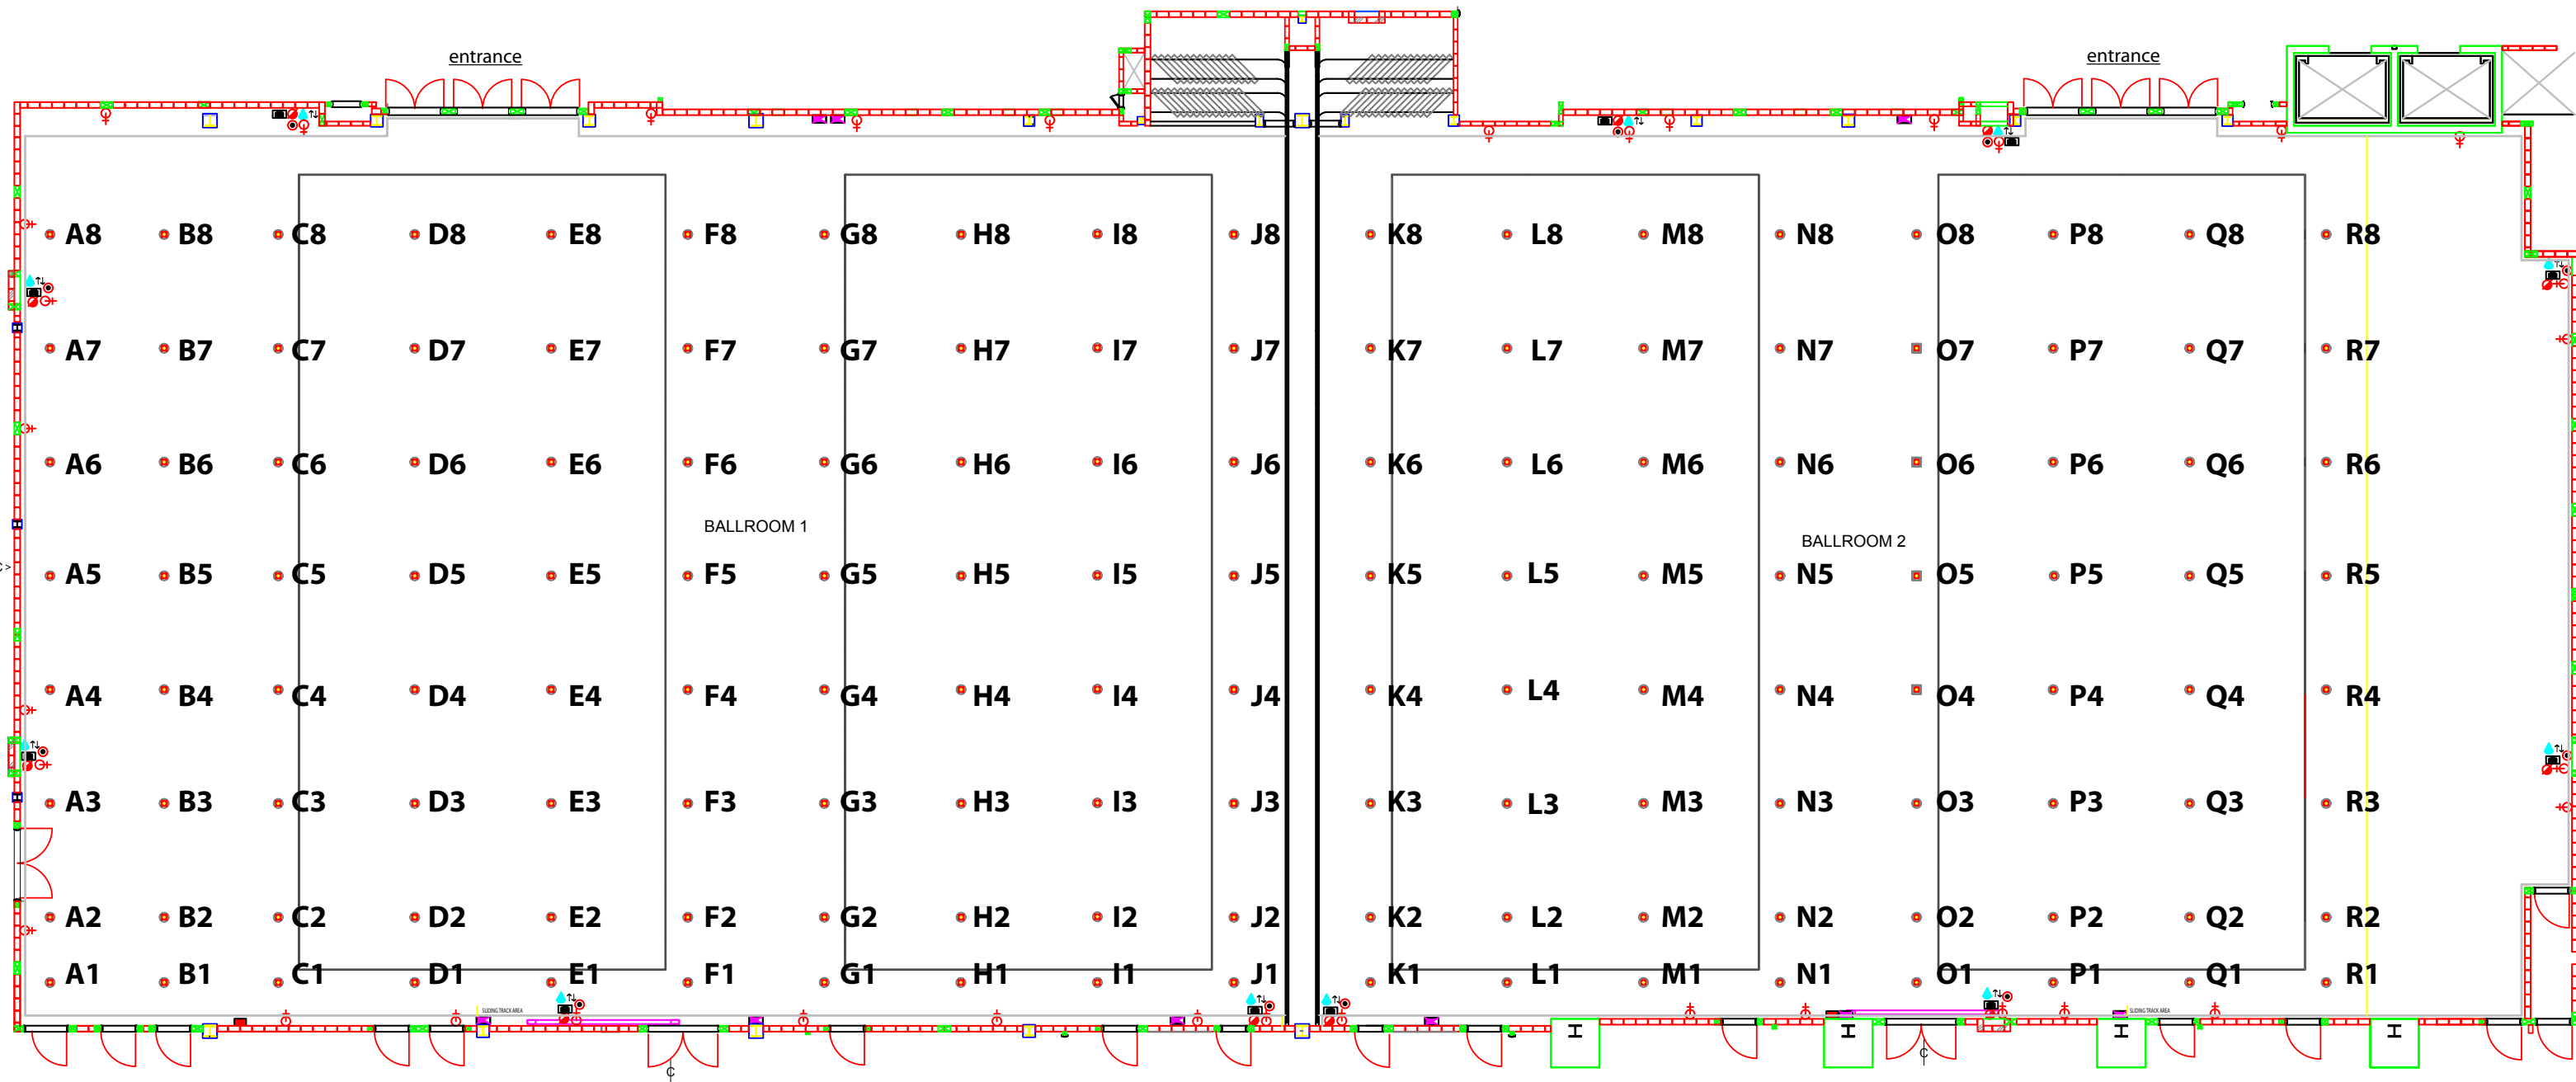 entrance
entrance
A8 B8 C8 D8 E8 F8 G8 H8 I8 J8 K8 L8 M8 N8 O8 P8 Q8 R8
A7 B7 C7 D7 E7 F7 G7 H7 I7 J7 K7 L7 M7 N7 O7 P7 Q7 R7
A6 B6 C6 D6 E6 F6 G6 H6 I6 J6 K6 L6 M6 N6 O6 P6 Q6 R6
BALLROOM 1
BALLROOM 2
A5 B5 C5 D5 E5 F5 G5 H5 I5 J5 K5 L5 M5 N5 O5 P5 Q5 R5
A4 B4 C4 D4 E4 F4 G4 H4 I4 J4 K4 L4 M4 N4 O4 P4 Q4 R4
A3 B3 C3 D3 E3 F3 G3 H3 I3 J3 K3 L3 M3 N3 O3 P3 Q3 R3
A2 B2 C2 D2 E2 F2 G2 H2 I2 J2 K2 L2 M2 N2 O2 P2 Q2 R2
A1 B1 C1 D1 E1 F1 G1 H1 I1 J1 K1 L1 M1 N1 O1 P1 Q1 R1
SLIDING TRACK AREA
SLIDING TRACK AREA